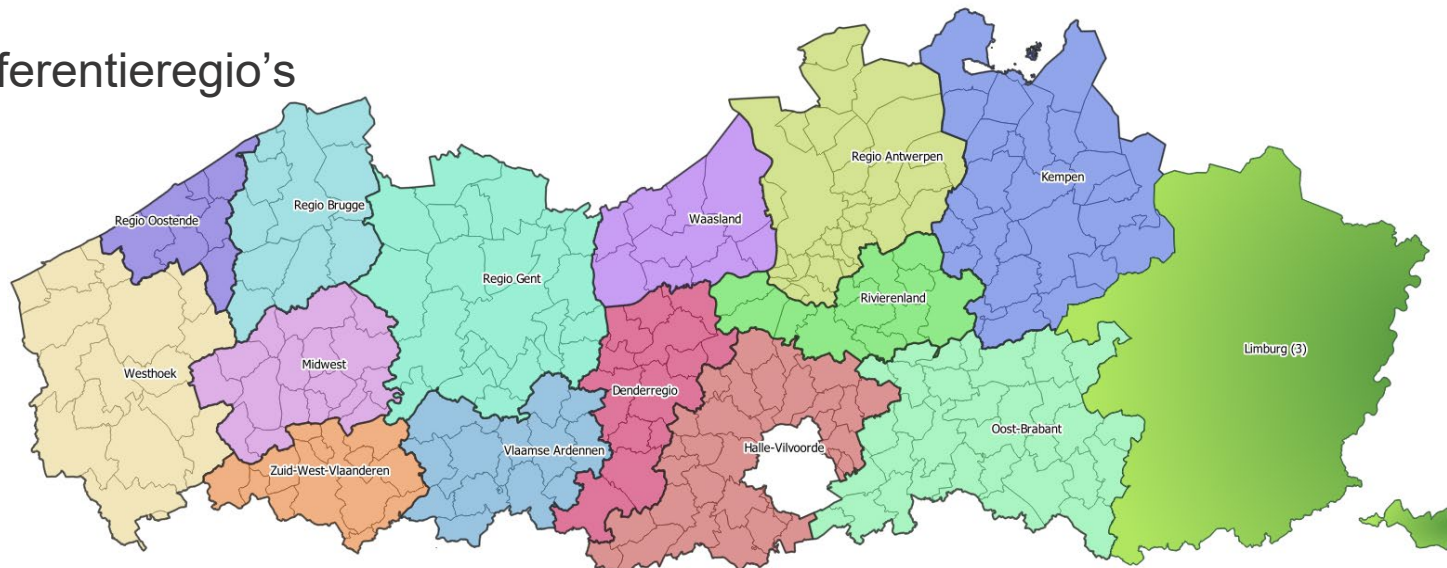 ferentieregio's
Regio Antwerpen
Kempen
Regio Brugge
Regio Oostende
Waasland
Regio Gent
Rivierenland
Limburg (3)
Midwest
Westhoek
Denderregio
Oost-Brabant
Halle-Vilvoorde
Vlaamse Ardennen
Zuid-West-Vlaanderen